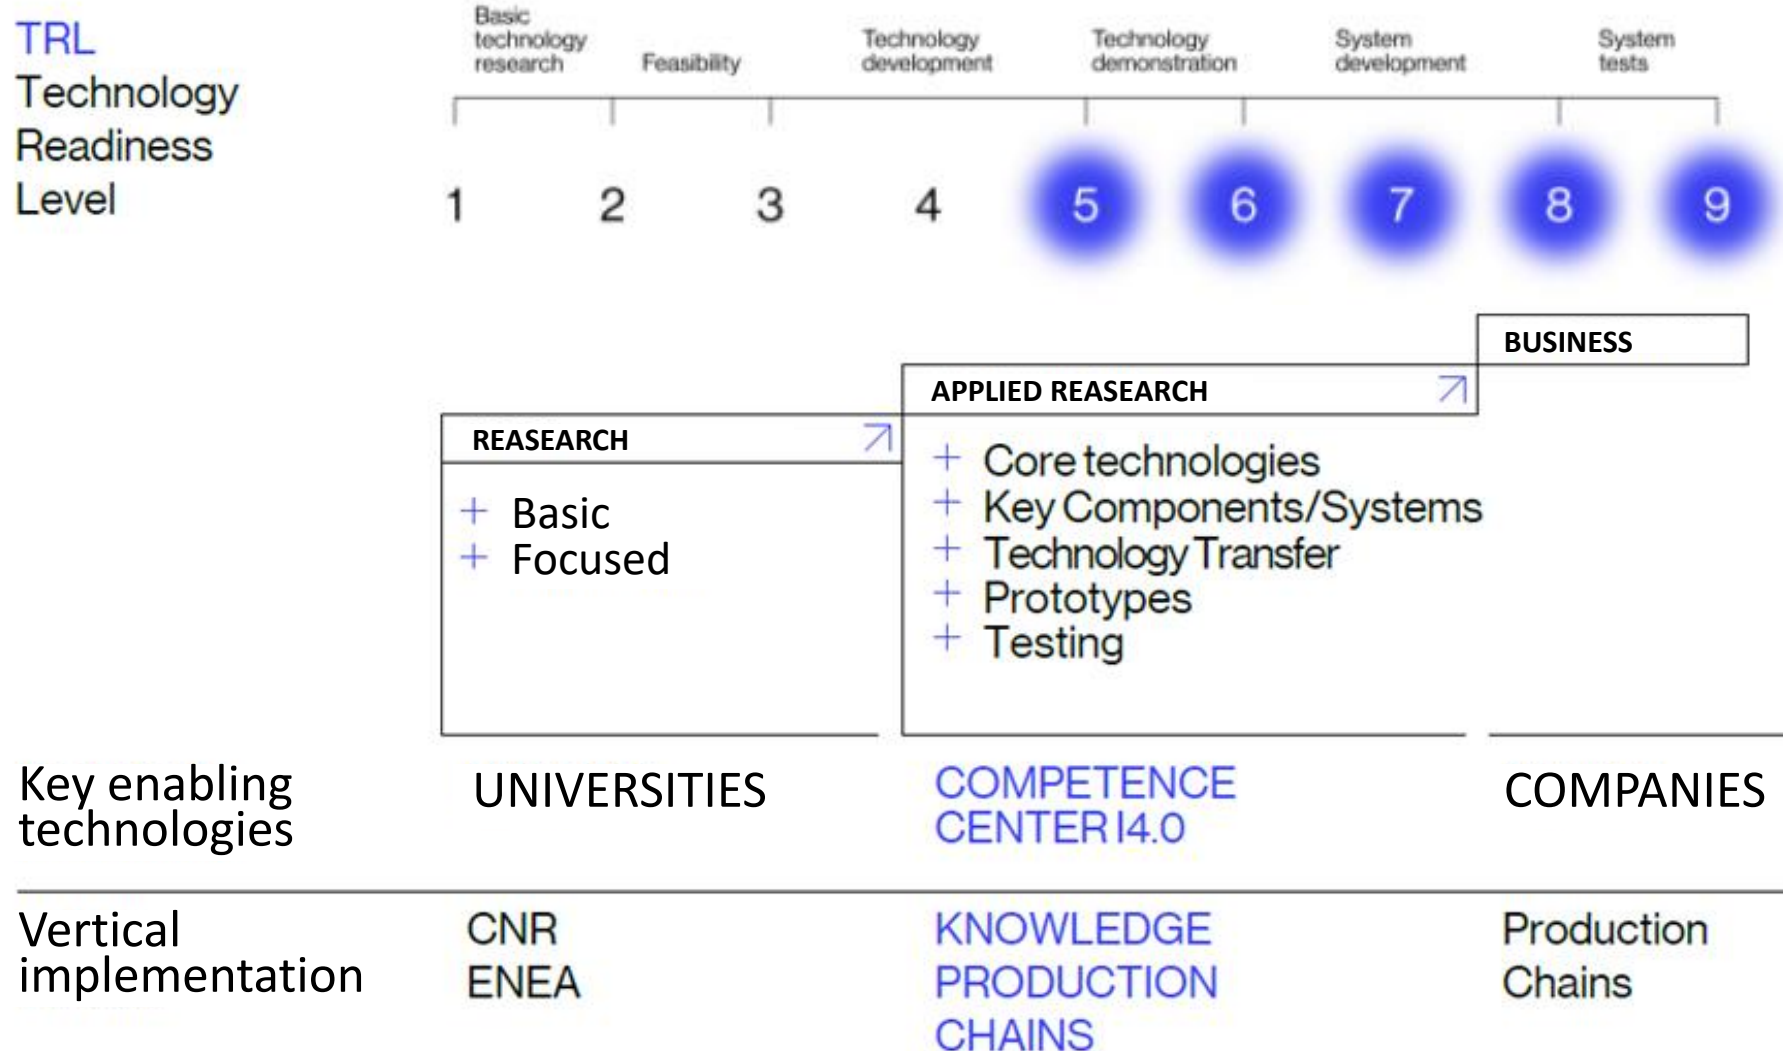 TRL
Technology
Readiness
Level
Basic
technology
research
Feasibility
Technology
development
Technology
demonstration
System
development
System
tests
1 2 3 4 5 6 7 8 9
BUSINESS
APPLIED REASEARCH
REASEARCH
+ Basic
+ Focused
+ Core technologies
+ Key Components/Systems
+ Technology Transfer
+ Prototypes
+ Testing
Key enabling
technologies
UNIVERSITIES
COMPETENCE
CENTER I4.0
COMPANIES
Vertical
implementation
CNR
ENEA
KNOWLEDGE
PRODUCTION
CHAINS
Production
Chains